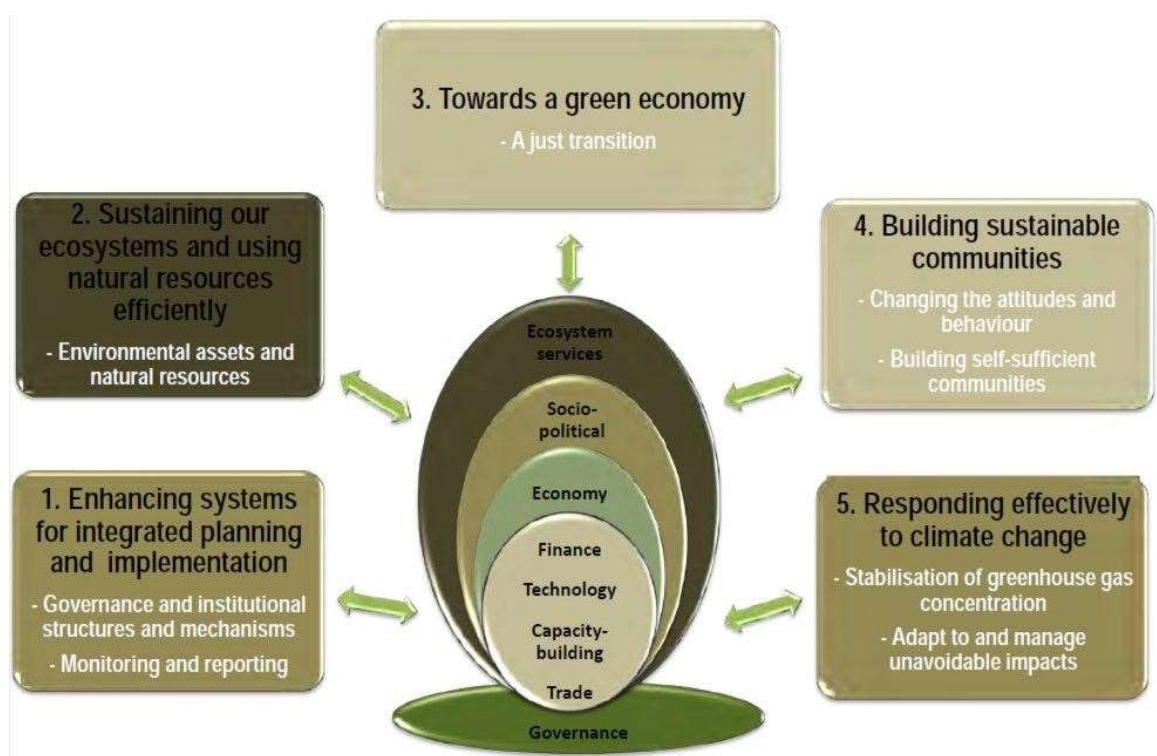 3. Towards a green economy
- A just transition
2. Sustaining our
ecosystems and using
natural resources
efficiently
- Environmental assets and
natural resources
4. Building sustainable
communities
- Changing the attitudes and
behaviour
- Building self-sufficient
communities
1. Enhancing systems
for integrated planning
and implementation
- Governance and institutional
structures and mechanisms
- Monitoring and reporting
5. Responding effectively
to climate change
- Stabilisation of greenhouse gas
concentration
- Adapt to and manage
unavoidable impacts
Ecosystem
services
Socio-
political
Economy
Finance
Technology
Capacity-
building
Trade
Governance